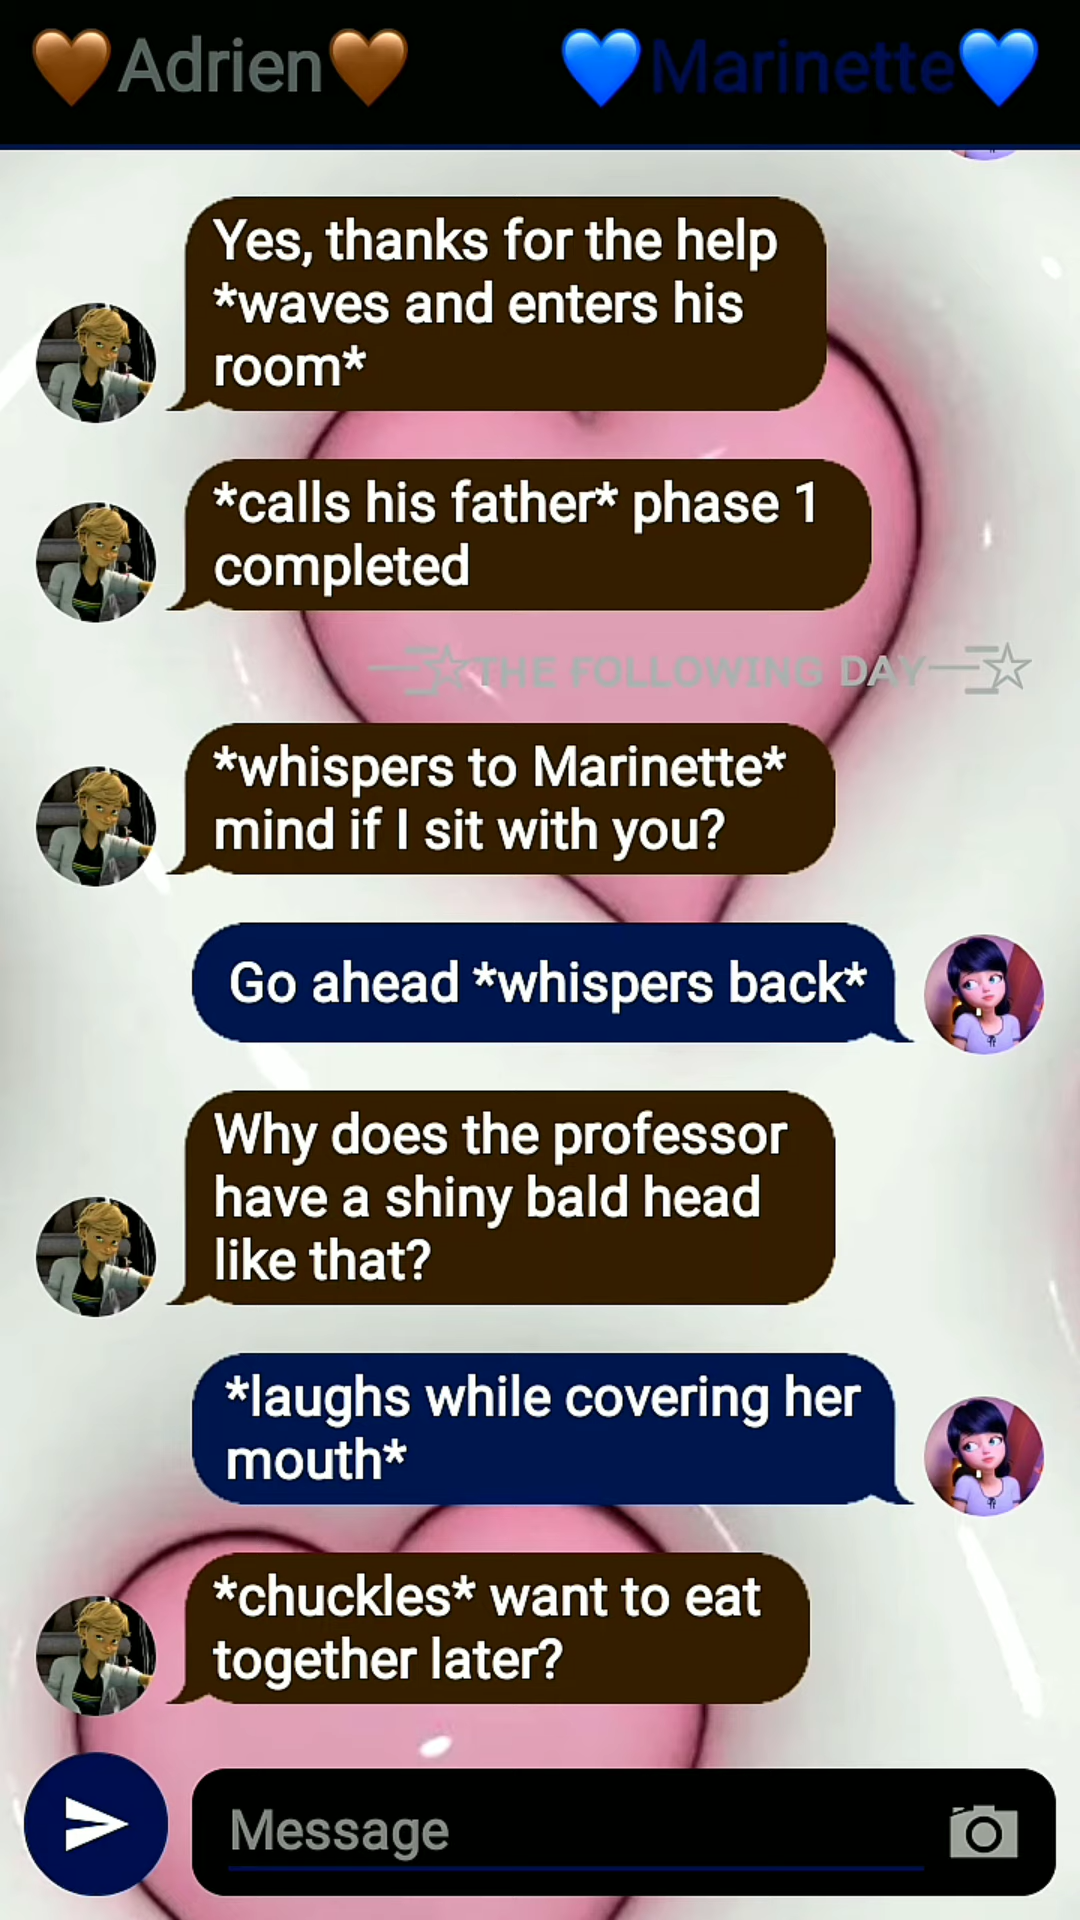 🤎Adrien🤎 💙Marinette💙
Yes, thanks for the help
*waves and enters his
room*
*calls his father* phase 1
completed
—☆THE FOLLOWING DAY—☆
*whispers to Marinette*
mind if I sit with you?
Go ahead *whispers back*
Why does the professor
have a shiny bald head
like that?
*laughs while covering her
mouth*
*chuckles* want to eat
together later?
Message